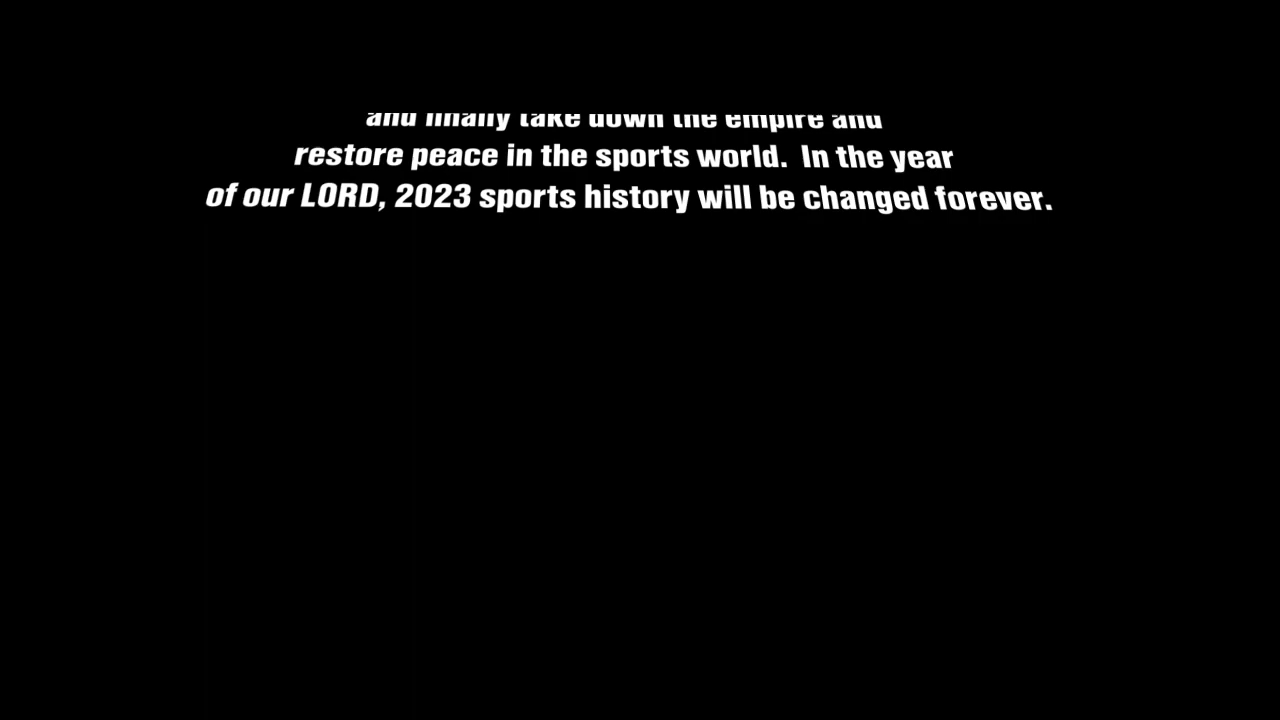 and finally take down the empire and
restore peace in the sports world.  In the year
of our LORD, 2023 sports history will be changed forever.